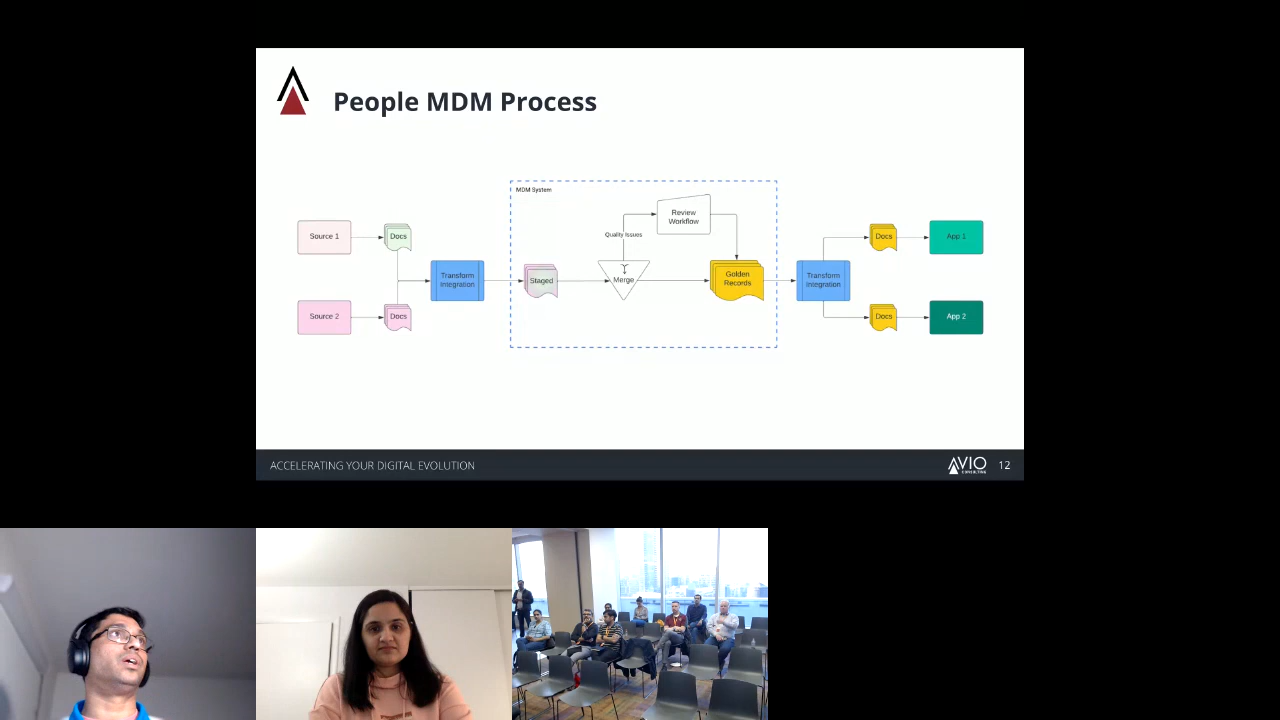 People MDM Process
MDM System
Source 1
Docs
Source 2
Docs
Transform
Integration
Staged
Quality Issues
Merge
Review
Workflow
Golden
Records
Transform
Integration
Docs
App 1
Docs
App 2
ACCELERATING YOUR DIGITAL EVOLUTION
AVIO
CONSULTING
12